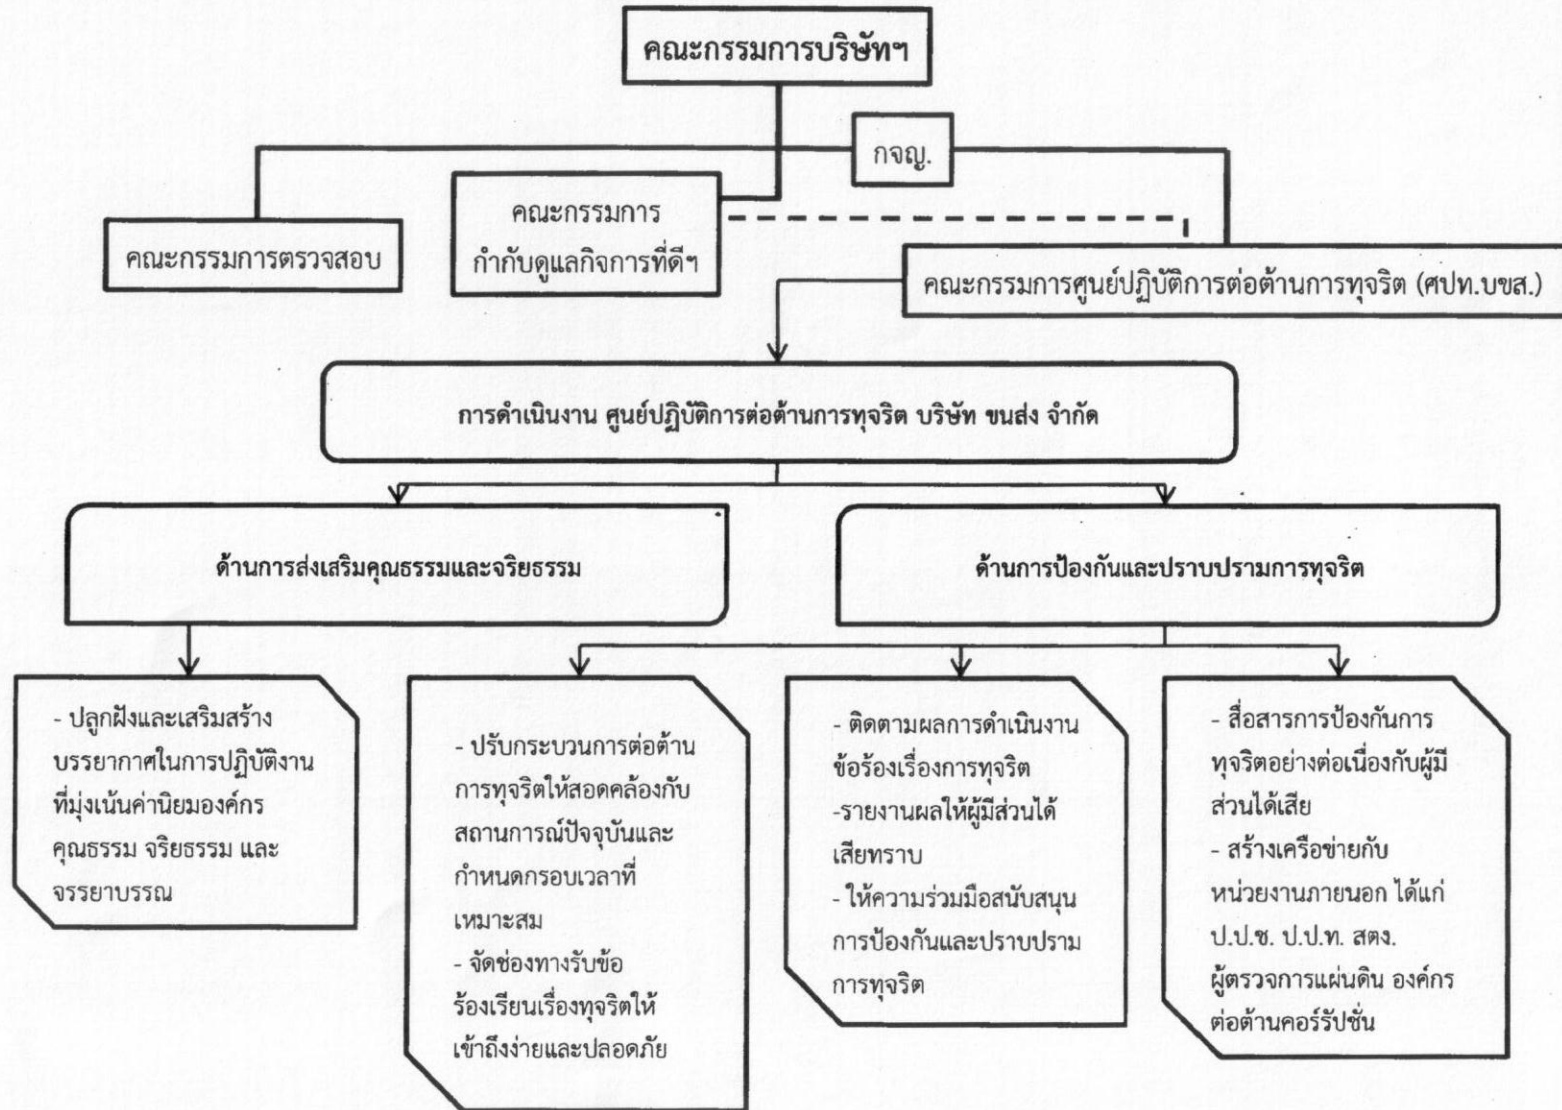 คณะกรรมการบริษัทฯ
กจญ.
คณะกรรมการ
กำกับดูแลกิจการที่ดีฯ
คณะกรรมการตรวจสอบ
คณะกรรมการศูนย์ปฏิบัติการต่อต้านการทุจริต (ศปท.บขส.)
การดำเนินงาน ศูนย์ปฏิบัติการต่อต้านการทุจริต บริษัท ขนส่ง จำกัด
ด้านการส่งเสริมคุณธรรมและจริยธรรม
ด้านการป้องกันและปราบปรามการทุจริต
- ปลูกฝังและเสริมสร้าง
บรรยากาศในการปฏิบัติงาน
ที่มุ่งเน้นค่านิยมองค์กร
คุณธรรม จริยธรรม และ
จรรยาบรรณ
- ปรับกระบวนการต่อต้าน
การทุจริตให้สอดคล้องกับ
สถานการณ์ปัจจุบันและ
กำหนดกรอบเวลาที่
เหมาะสม
- จัดช่องทางรับข้อ
ร้องเรียนเรื่องทุจริตให้
เข้าถึงง่ายและปลอดภัย
- ติดตามผลการดำเนินงาน
ข้อร้องเรื่องการทุจริต
-รายงานผลให้ผู้มีส่วนได้
เสียทราบ
- ให้ความร่วมมือสนับสนุน
การป้องกันและปราบปราม
การทุจริต
- สื่อสารการป้องกันการ
ทุจริตอย่างต่อเนื่องกับผู้มี
ส่วนได้เสีย
- สร้างเครือข่ายกับ
หน่วยงานภายนอก ได้แก่
ป.ป.ช. ป.ป.ท. สตง.
ผู้ตรวจการแผ่นดิน องค์กร
ต่อต้านคอร์รัปชั่น